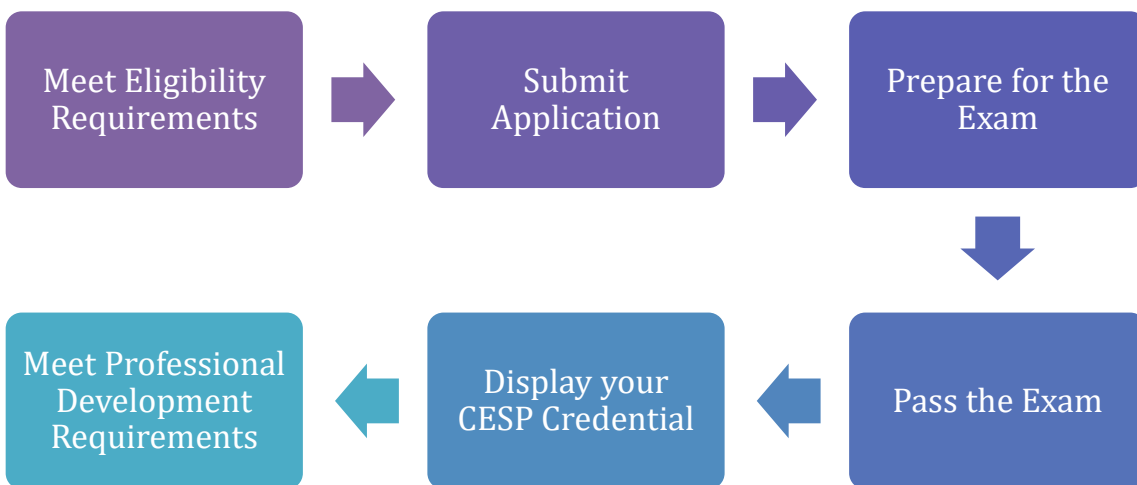 Meet Eligibility
Requirements
Submit
Application
Prepare for the
Exam
Pass the Exam
Display your
CESP Credential
Meet Professional
Development
Requirements